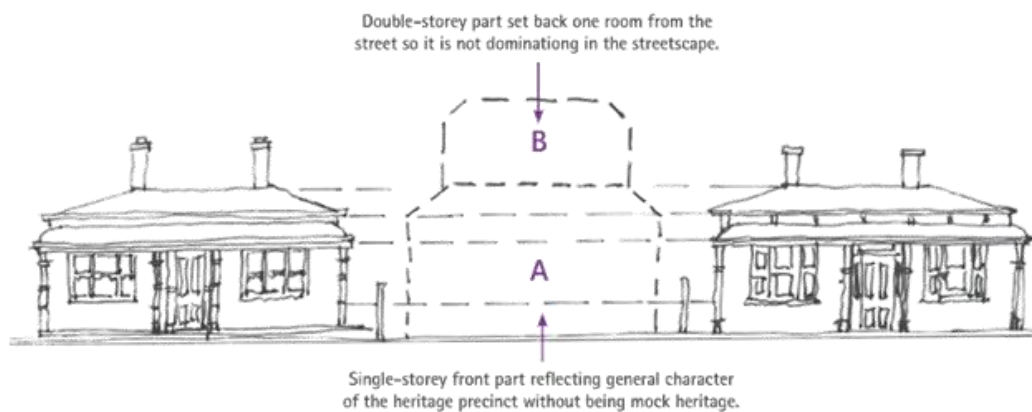 Double-storey part set back one room from the
street so it is not dominationg in the streetscape.
B
A
Single-storey front part reflecting general character
of the heritage precinct without being mock heritage.